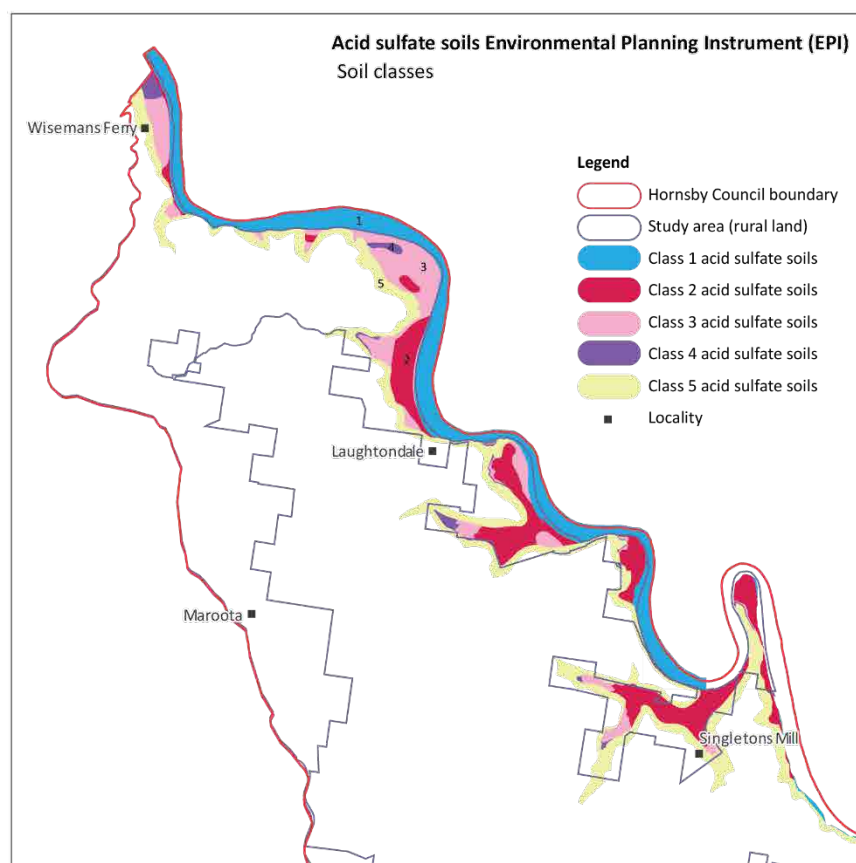 Acid sulfate soils Environmental Planning Instrument (EPI)
Soil classes
Wisemans Ferry
Legend
Hornsby Council boundary
Study area (rural land)
Class 1 acid sulfate soils
Class 2 acid sulfate soils
Class 3 acid sulfate soils
Class 4 acid sulfate soils
Class 5 acid sulfate soils
Locality
1
4
3
5
2
Laughtondale
Maroota
Singletons Mill